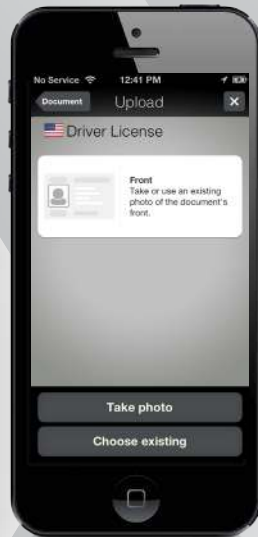 No Service 12:41 PM
Document Upload X
Driver License
Front
Take or use an existing
photo of the document's
front.
Take photo
Choose existing